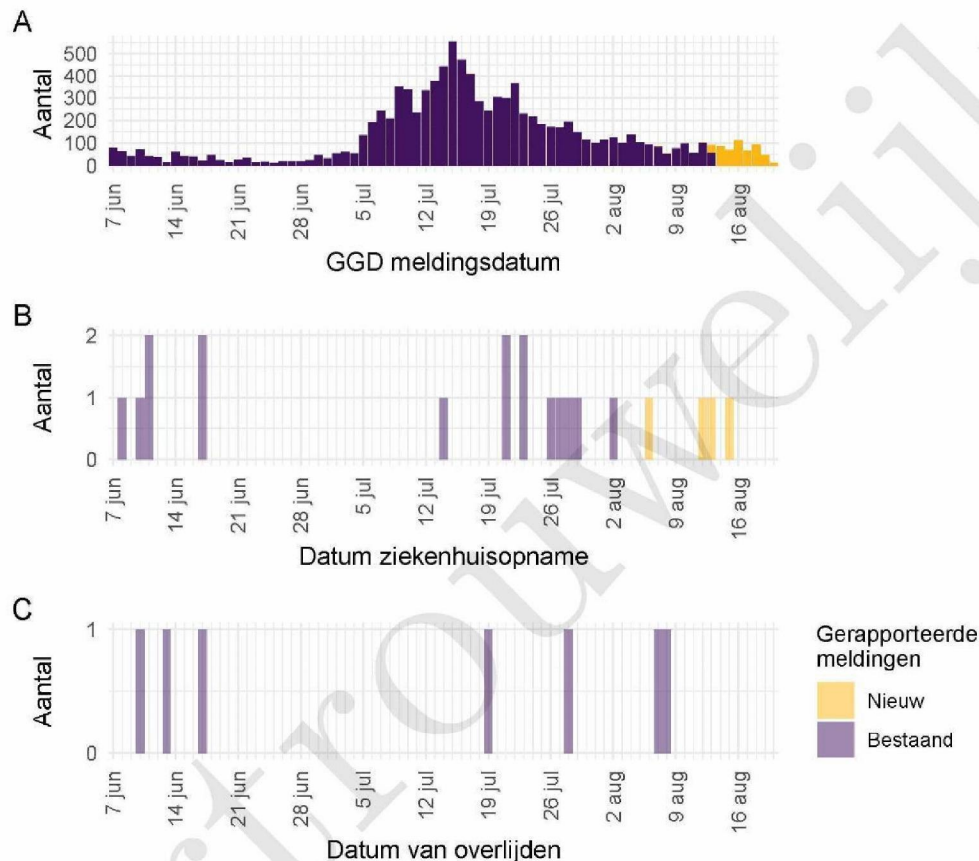 A
Aantal
500
400
300
200
100
0
7 jun
14 jun
21 jun
28 jun
5 jul
12 jul
19 jul
26 jul
2 aug
9 aug
16 aug
GGD meldingsdatum
B
Aantal
2
1
0
7 jun
14 jun
21 jun
28 jun
5 jul
12 jul
19 jul
26 jul
2 aug
9 aug
16 aug
Datum ziekenhuisopname
C
Aantal
1
0
7 jun
14 jun
21 jun
28 jun
5 jul
12 jul
19 jul
26 jul
2 aug
9 aug
16 aug
Datum van overlijden
Gerapporteerde
meldingen
Nieuw
Bestaand